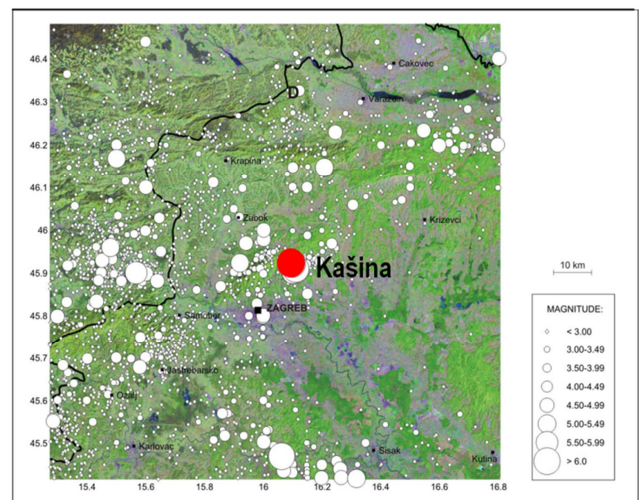 46.4
46.3
46.2
46.1
46
45.9
45.8
45.7
45.6
45.5
15.4
15.6
15.8
16
16.2
16.4
16.6
16.8
D
Cakovec
Varazdin
Krapina
Zabok
Krizevci
Kašina
ZAGREB
Samobor
Jastrebarsko
Ozalj
Karlovac
Sisak
Kutina
10 km
MAGNITUDE:
< 3.00
3.00-3.49
3.50-3.99
4.00-4.49
4.50-4.99
5.00-5.49
5.50-5.99
> 6.0